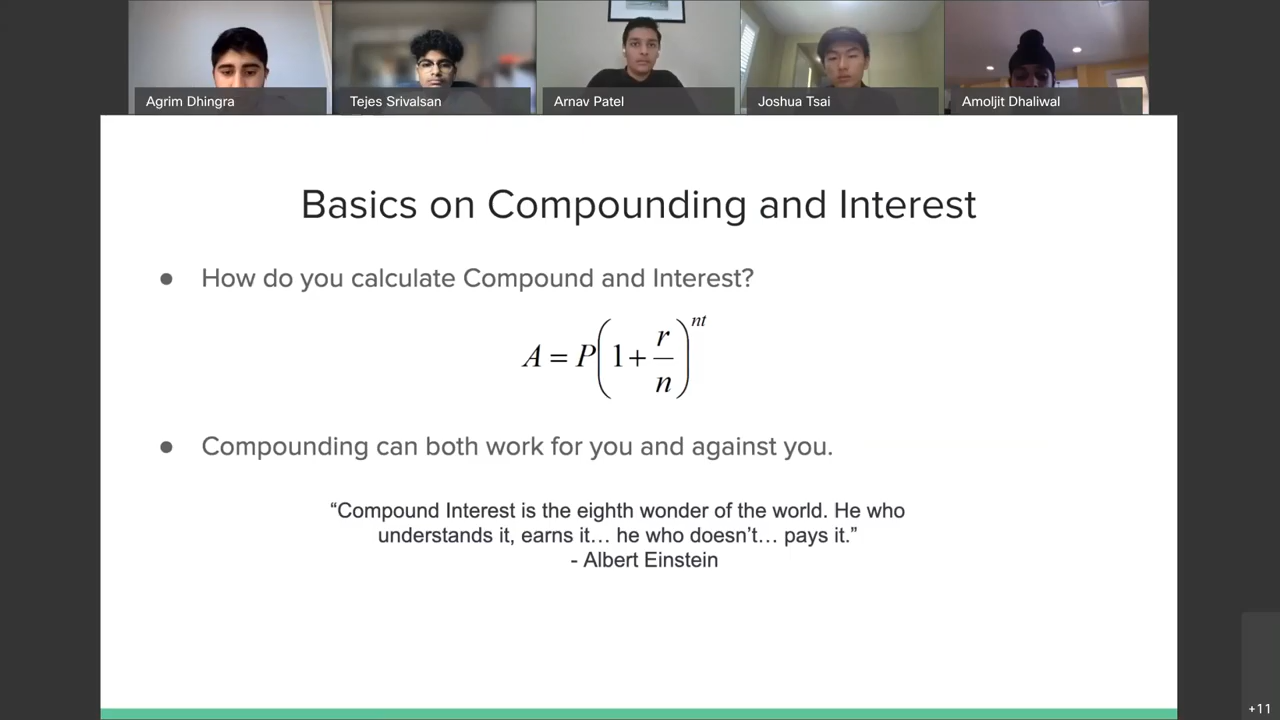 Agrim Dhingra
Tejes Srivalsan
Arnav Patel
Joshua Tsai
Amoljit Dhaliwal
Basics on Compounding and Interest
● How do you calculate Compound and Interest?
A = P(1 + r/n)^nt
● Compounding can both work for you and against you.
“Compound Interest is the eighth wonder of the world. He who
understands it, earns it… he who doesn’t… pays it.”
- Albert Einstein
+11